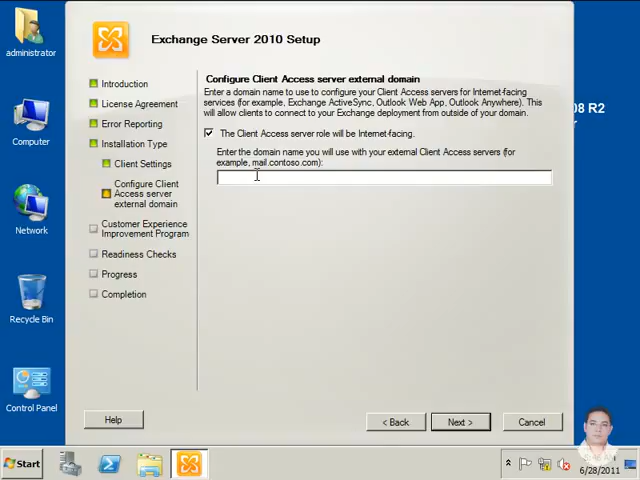 administrator
Computer
Network
Recycle Bin
Control Panel
Exchange Server 2010 Setup
Introduction
License Agreement
Error Reporting
Installation Type
Client Settings
Configure Client
Access server
external domain
Customer Experience
Improvement Program
Readiness Checks
Progress
Completion
Configure Client Access server external domain
Enter a domain name to use to configure your Client Access servers for Internet-facing
services (for example, Exchange ActiveSync, Outlook Web App, Outlook Anywhere). This
will allow clients to connect to your Exchange deployment from outside of your domain.
The Client Access server role will be Internet-facing.
Enter the domain name you will use with your external Client Access servers (for
example, mail.contoso.com):
Help
< Back
Next >
Cancel
08 R2
r
Start
6/28/2011